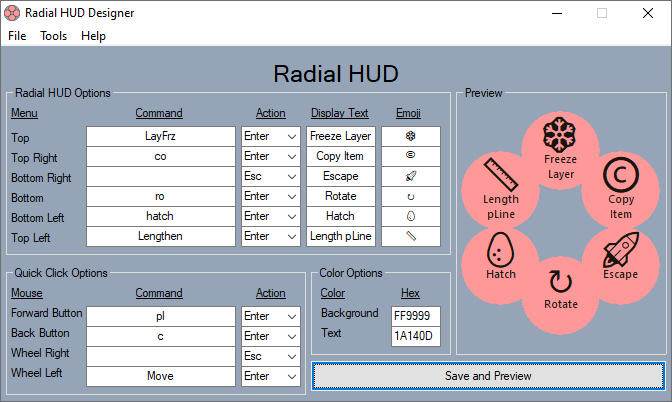 Radial HUD Designer
File Tools Help
Radial HUD
Radial HUD Options
Menu Command Action Display Text Emoji
Top LayFrz Enter Freeze Layer ❄
Top Right co Enter Copy Item ©
Bottom Right Esc Escape 🚀
Bottom ro Enter Rotate ↻
Bottom Left hatch Enter Hatch 🥚
Top Left Lengthen Enter Length pLine 📏
Quick Click Options
Mouse Command Action
Forward Button pl Enter
Back Button c Enter
Wheel Right Esc
Wheel Left Move Enter
Color Options
Color Hex
Background FF9999
Text 1A140D
Preview
Freeze
Layer
Length
pLine
Copy
Item
Hatch
Escape
Rotate
Save and Preview